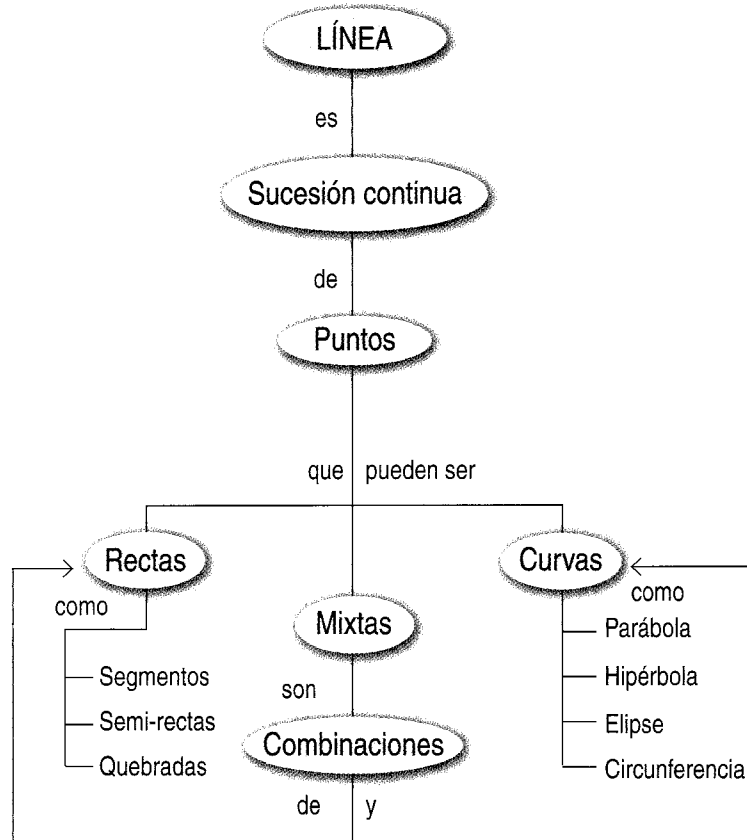 LÍNEA
es
Sucesión continua
de
Puntos
que pueden ser
Rectas
Curvas
como
como
Mixtas
Parábola
Segmentos
Hipérbola
son
Semi-rectas
Elipse
Combinaciones
Quebradas
Circunferencia
de y